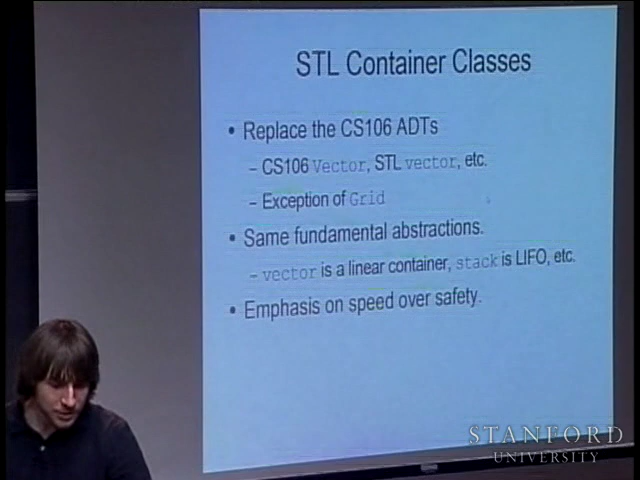 STL Container Classes
• Replace the CS106 ADTs
– CS106 Vector, STL vector, etc.
– Exception of Grid
• Same fundamental abstractions.
– vector is a linear container, stack is LIFO, etc.
• Emphasis on speed over safety.
STANFORD
UNIVERSITY